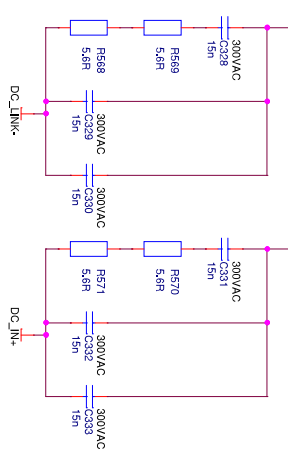 300VAC
C328
15n
R569
5.6R
R568
5.6R
300VAC
C329
15n
300VAC
C330
15n
DC_LINK-
300VAC
C331
15n
R570
5.6R
R571
5.6R
300VAC
C332
15n
300VAC
C333
15n
DC_IN+